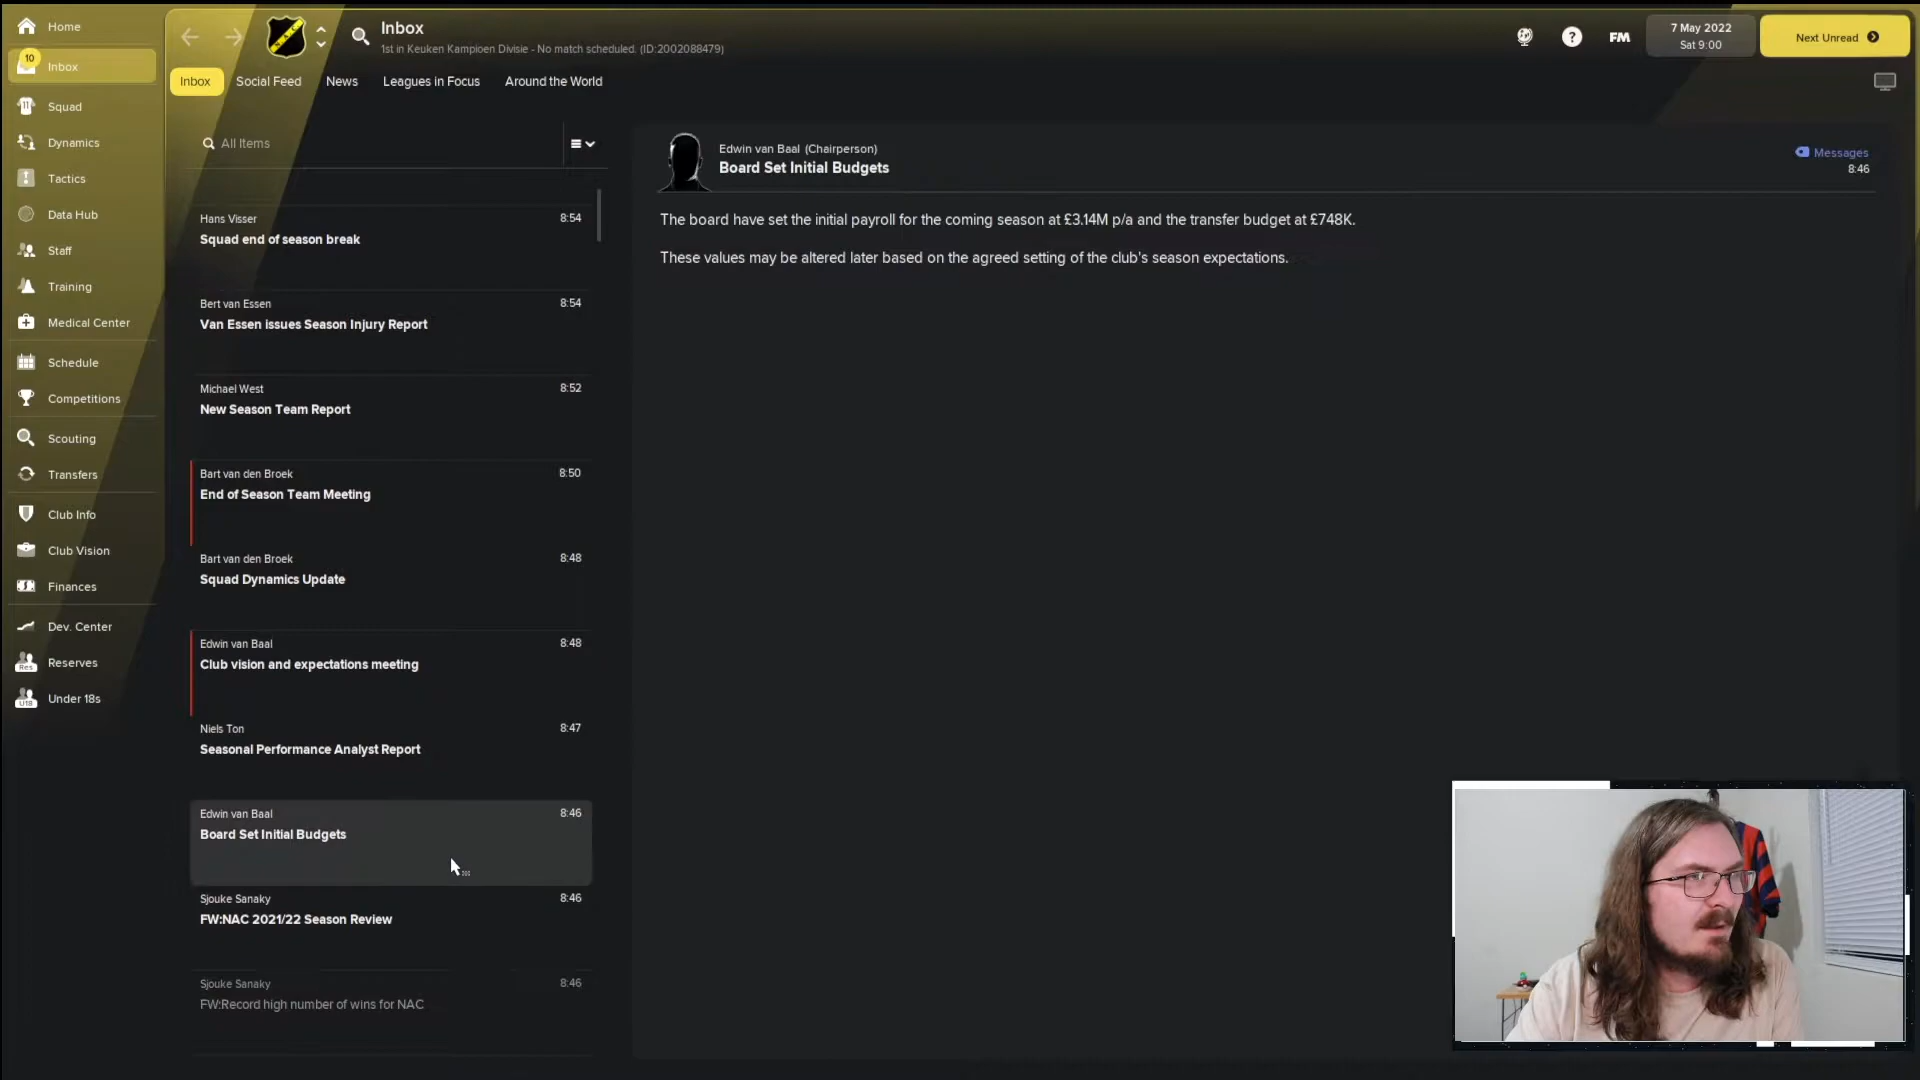 Home
10
Inbox
Squad
Dynamics
Tactics
Data Hub
Staff
Training
Medical Center
Schedule
Competitions
Scouting
Transfers
Club Info
Club Vision
Finances
Dev. Center
Res
Reserves
U18
Under 18s
NAC
Inbox
1st in Keuken Kampioen Divisie - No match scheduled. (ID:2002088479)
?
FM
7 May 2022
Sat 9:00
Next Unread
Inbox
Social Feed
News
Leagues in Focus
Around the World
All Items
Hans Visser
8:54
Squad end of season break
Bert van Essen
8:54
Van Essen issues Season Injury Report
Michael West
8:52
New Season Team Report
Bart van den Broek
8:50
End of Season Team Meeting
Bart van den Broek
8:48
Squad Dynamics Update
Edwin van Baal
8:48
Club vision and expectations meeting
Niels Ton
8:47
Seasonal Performance Analyst Report
Edwin van Baal
8:46
Board Set Initial Budgets
Sjouke Sanaky
8:46
FW:NAC 2021/22 Season Review
Sjouke Sanaky
8:46
FW:Record high number of wins for NAC
Edwin van Baal (Chairperson)
Board Set Initial Budgets
Messages
8:46
The board have set the initial payroll for the coming season at £3.14M p/a and the transfer budget at £748K.
These values may be altered later based on the agreed setting of the club's season expectations.